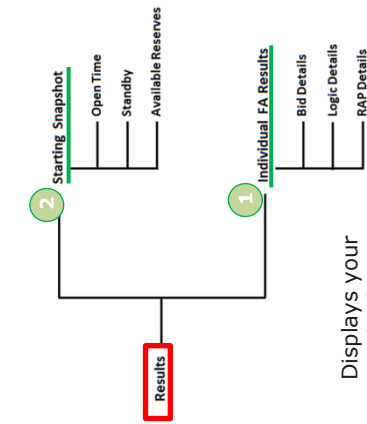 Results
2
Starting Snapshot
Open Time
Standby
Available Reserves
1
Individual FA Results
Bid Details
Logic Details
RAP Details
Displays your